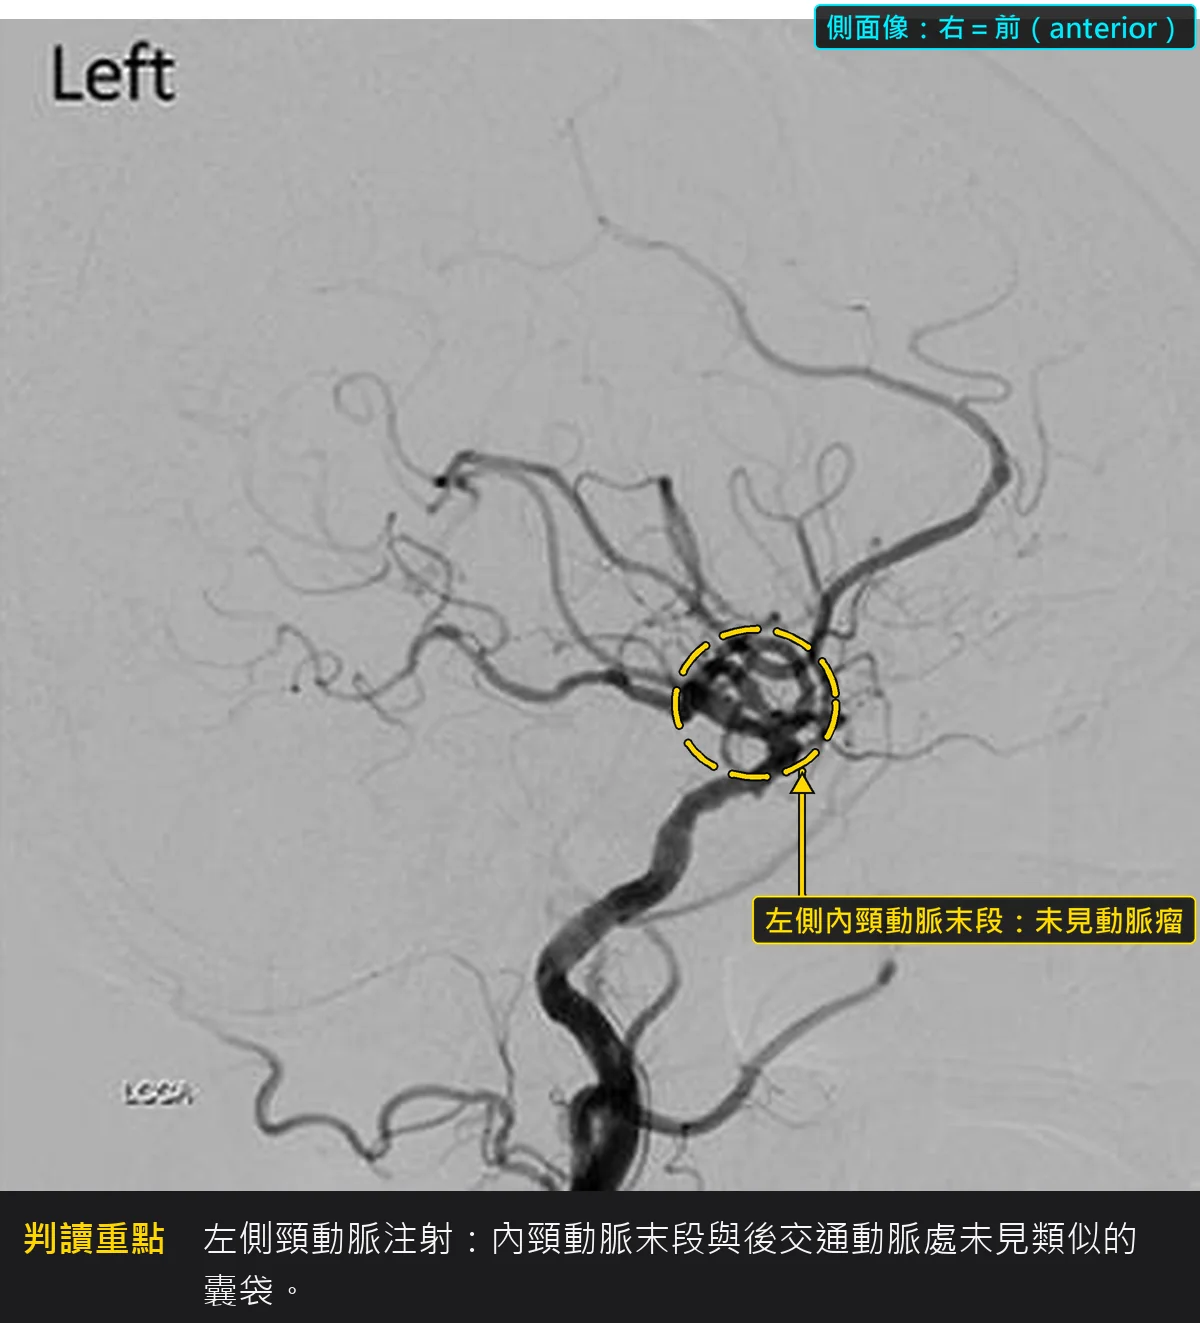 側面像：右＝前（anterior）
Left
左側內頸動脈末段：未見動脈瘤
LCCA
判讀重點 左側頸動脈注射：內頸動脈末段與後交通動脈處未見類似的
囊袋。